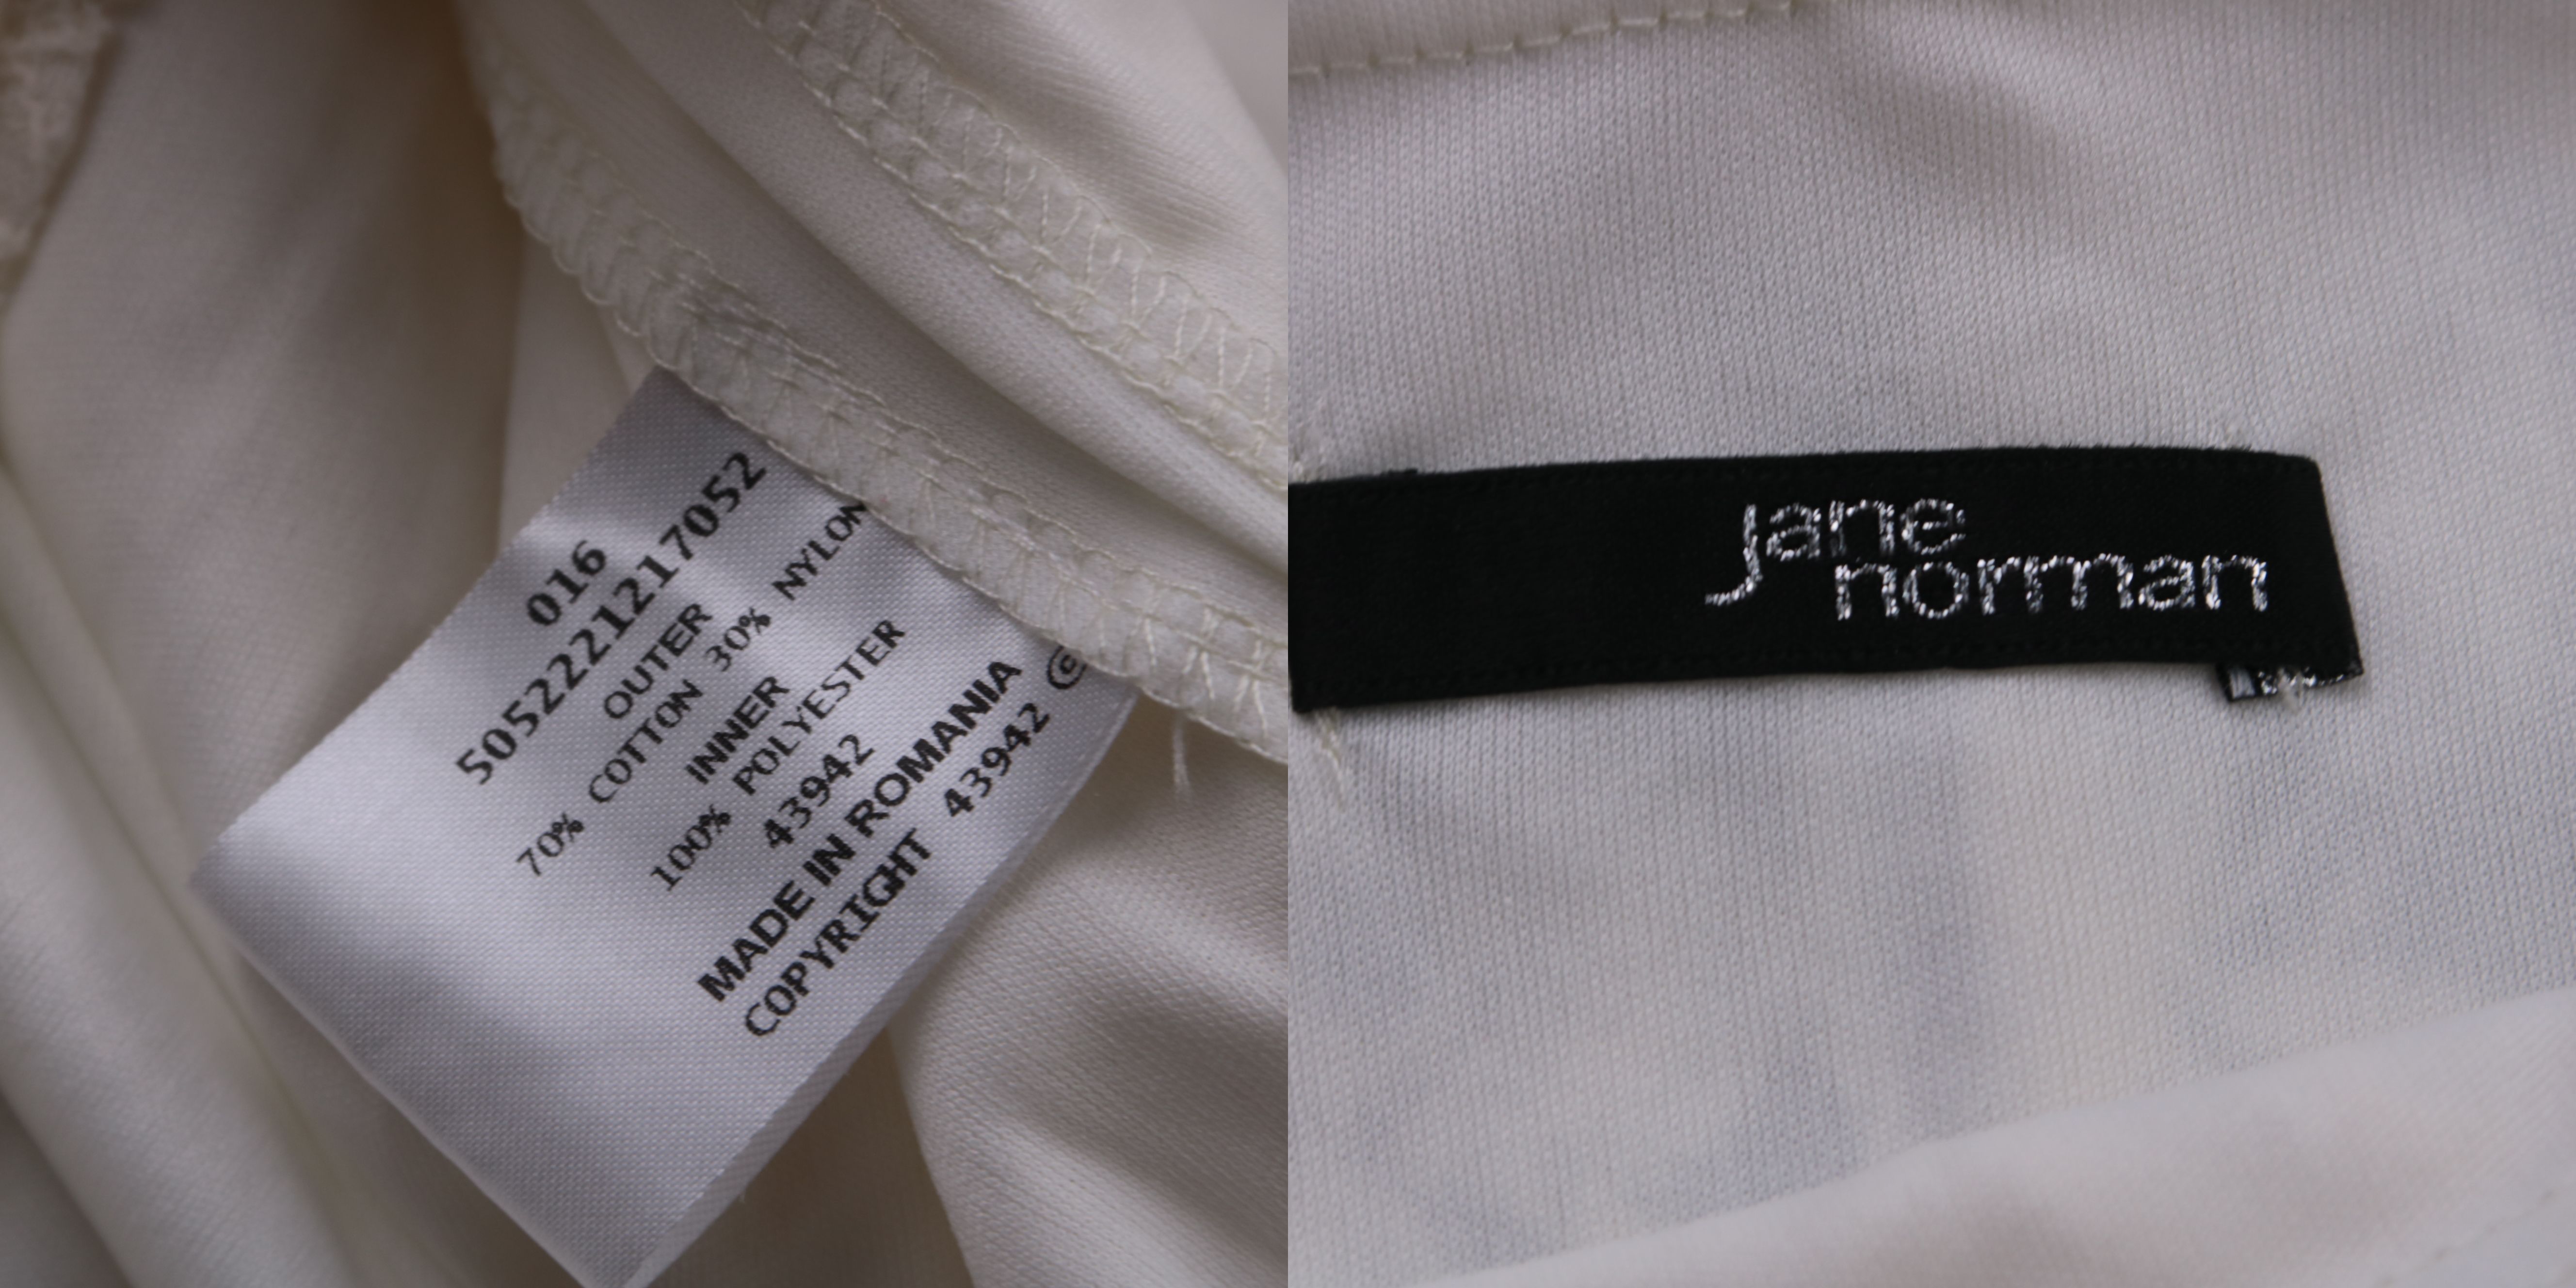 016
5052221217052
OUTER
70% COTTON 30% NYLON
INNER
100% POLYESTER
43942
MADE IN ROMANIA
COPYRIGHT 43942 ©
jane
norman